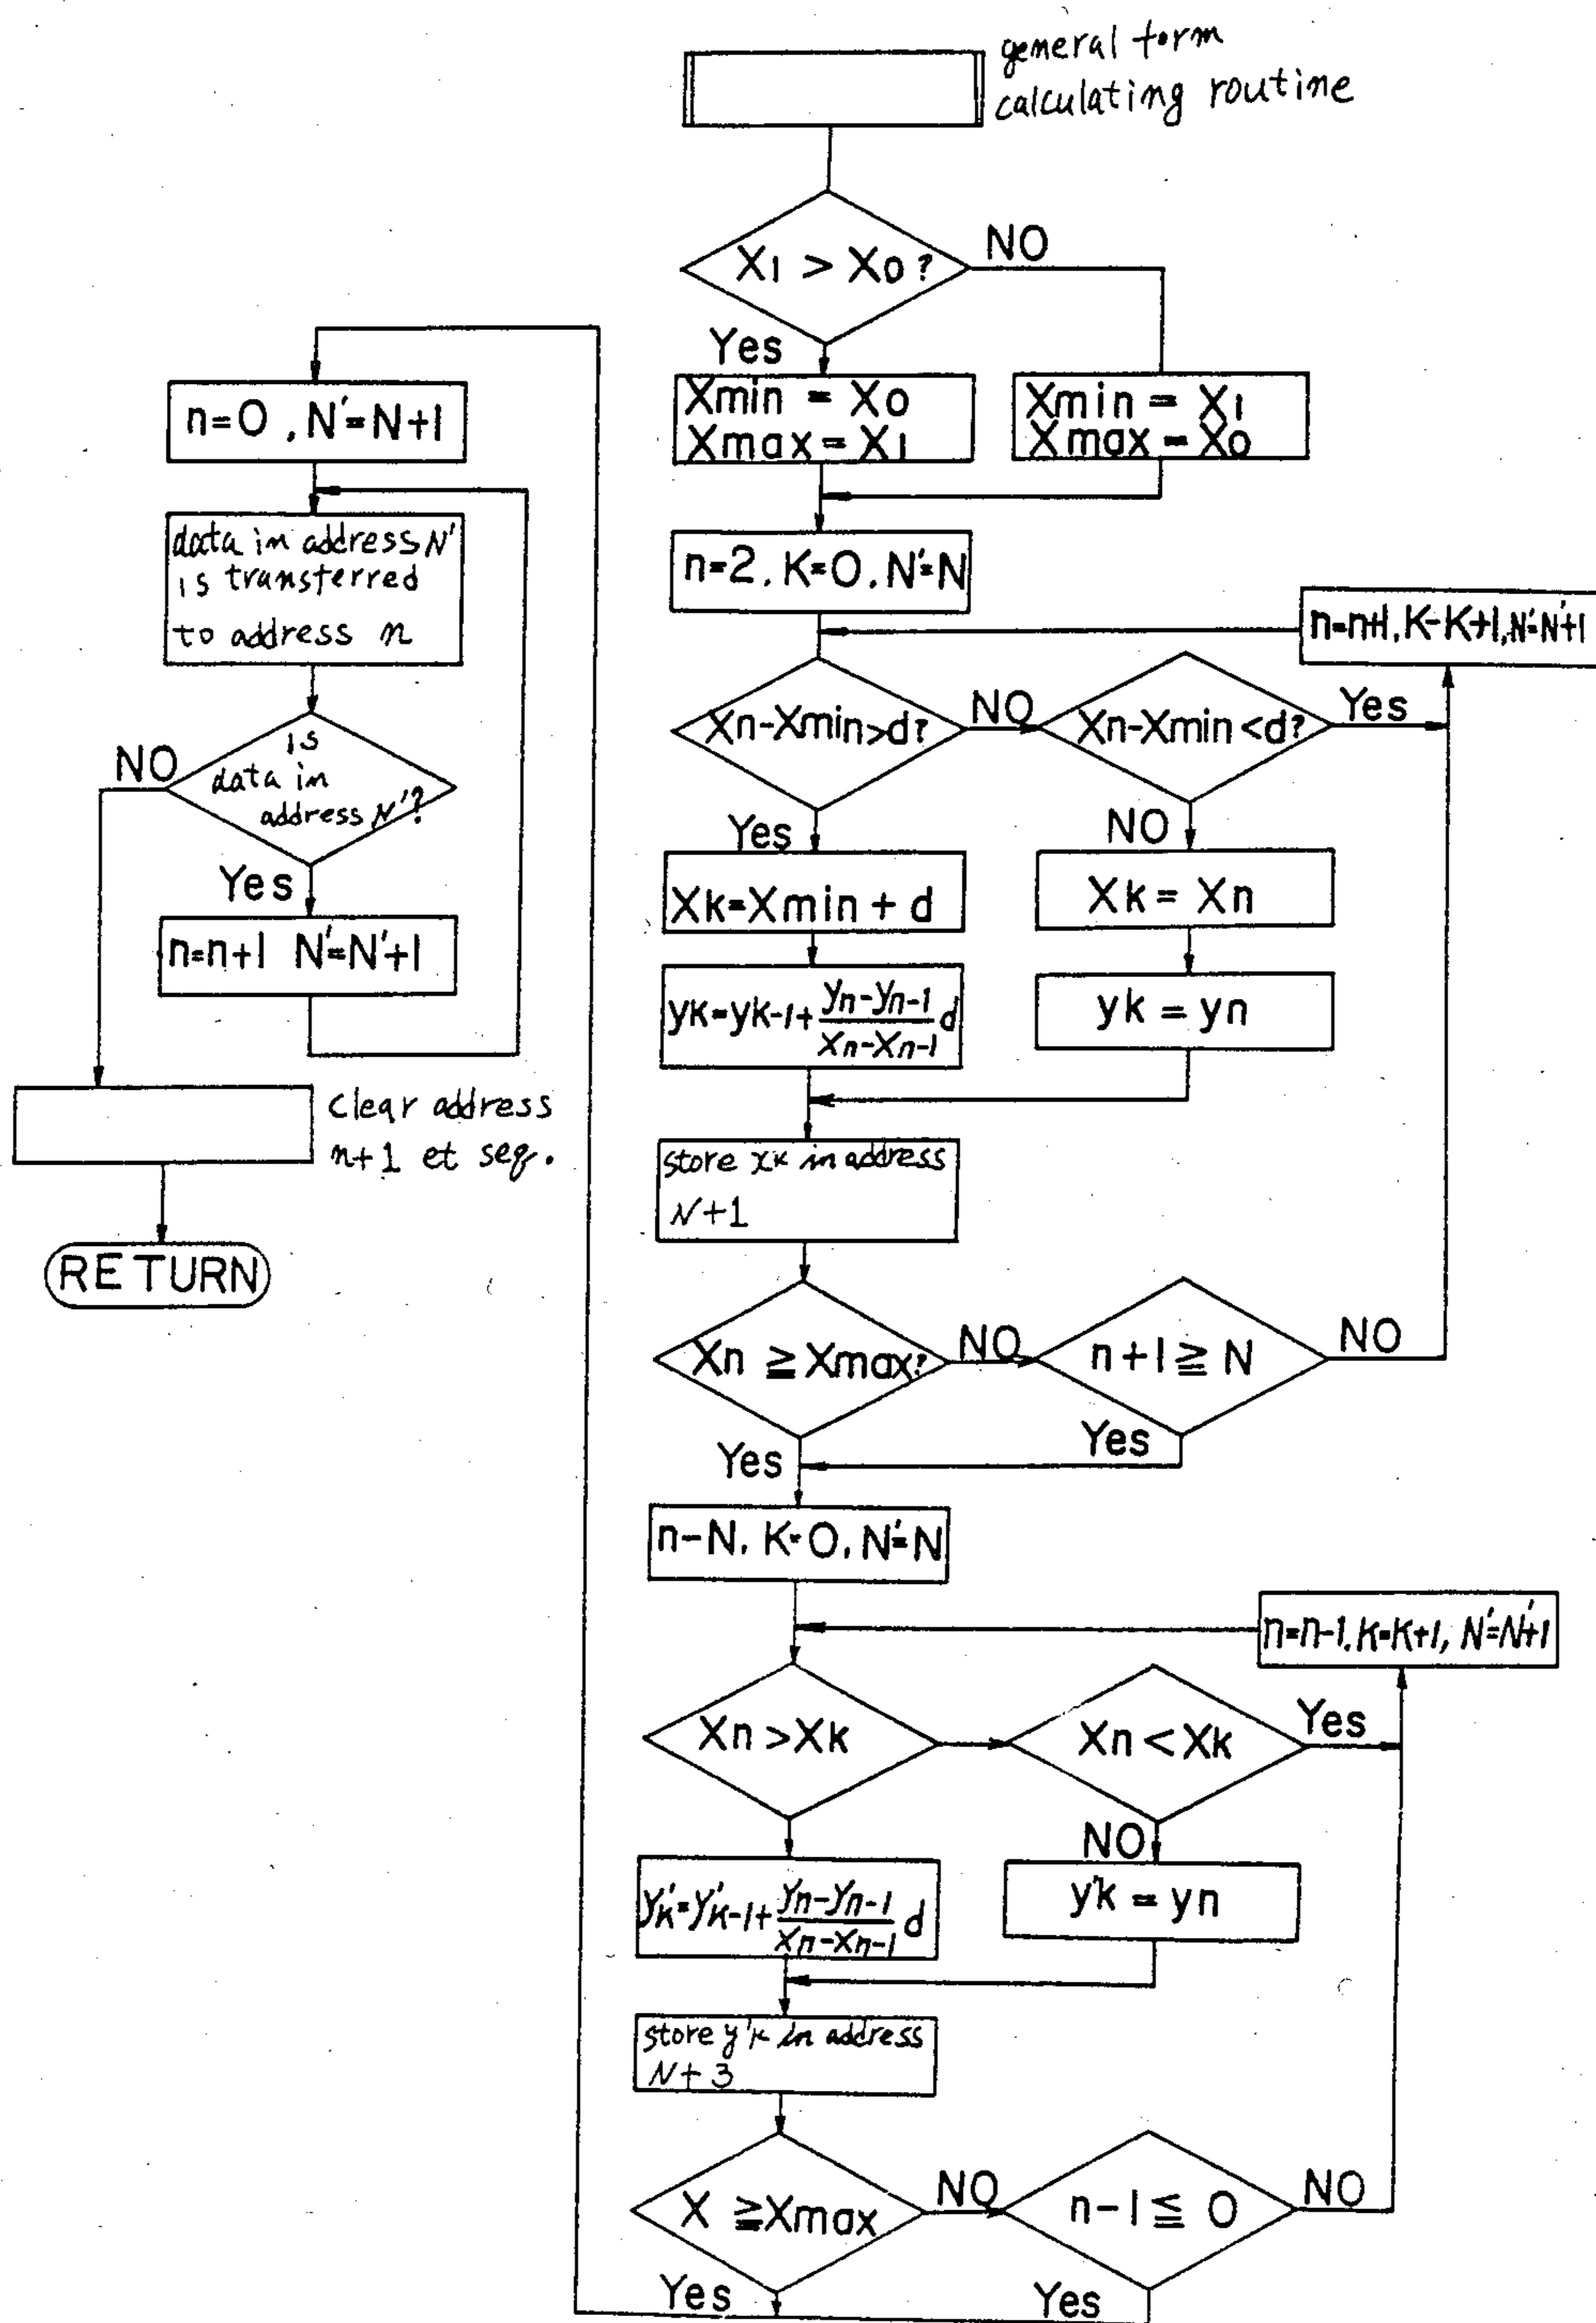 general form
calculating routine
X1 > X0 ?
NO
Yes
Xmin = X0
Xmax = X1
Xmin = X1
Xmax = X0
n=2, K=0, N'=N
n=n+1, K-K+1, N'=N'+1
Xn-Xmin>d?
NO
Xn-Xmin<d?
Yes
Yes
NO
Xk=Xmin + d
Xk = Xn
yK=yK-1+ yn-yn-1 / xn-xn-1 d
yk = yn
store xK in address
N+1
Xn ≧ Xmax?
NO
n+1 ≧ N
NO
Yes
Yes
n-N, K-0, N'=N
n=n-1, K=K+1, N'=N'+1
Xn >Xk
Xn < Xk
Yes
NO
y'k=y'k-1+ yn-yn-1 / xn-xn-1 d
y'k = yn
store y'k in address
N+3
X ≧Xmax
NO
n-1 ≦ 0
NO
Yes
Yes
n=0 , N'=N+1
data in address N'
is transferred
to address n
is
data in
address N'?
NO
Yes
n=n+1 N'=N'+1
Clear address
n+1 et seq.
RETURN